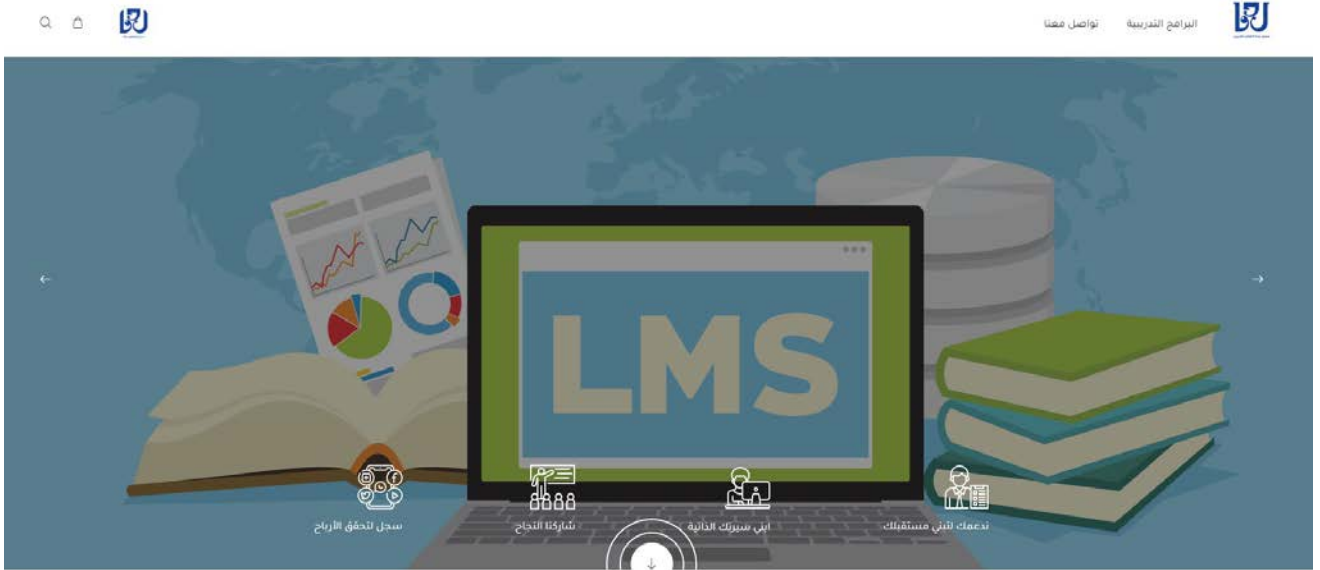 البرامج التدريبية
تواصل معنا
LMS
ندعمك لتبني مستقبلك
ابني سيرتك الذاتية
شاركنا النجاح
سجل لتحقق الأرباح